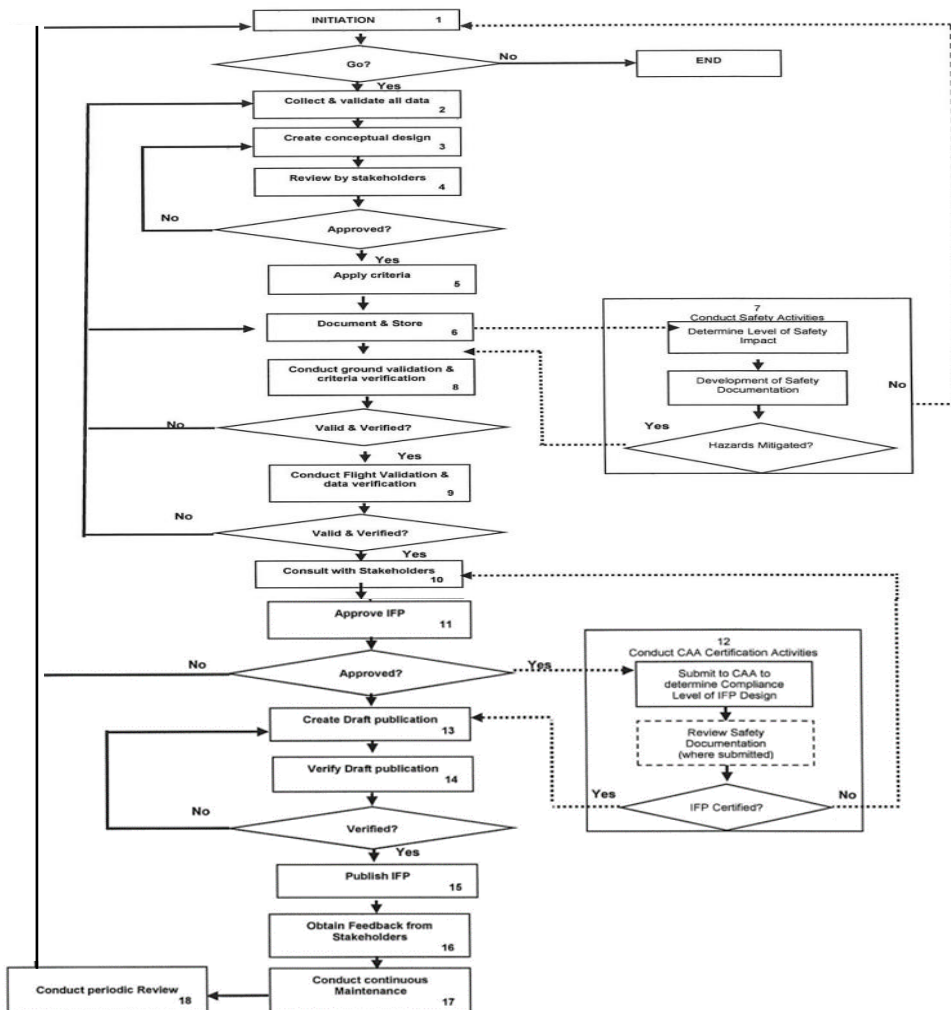 INITIATION 1
Go?
No
END
Yes
Collect & validate all data
2
Create conceptual design
3
Review by stakeholders
4
No
Approved?
Yes
Apply criteria
5
Document & Store
6
7
Conduct Safety Activities
Determine Level of Safety
Impact
Development of Safety
Documentation
No
Yes
Hazards Mitigated?
Conduct ground validation &
criteria verification
8
No
Valid & Verified?
Yes
Conduct Flight Validation &
data verification
9
No
Valid & Verified?
Yes
Consult with Stakeholders
10
Approve IFP
11
No
Approved?
Yes
12
Conduct CAA Certification Activities
Submit to CAA to
determine Compliance
Level of IFP Design
Review Safety
Documentation
(where submitted)
Yes
No
IFP Certified?
Create Draft publication
13
Verify Draft publication
14
No
Verified?
Yes
Publish IFP
15
Obtain Feedback from
Stakeholders
16
Conduct continuous
Maintenance
17
Conduct periodic Review
18